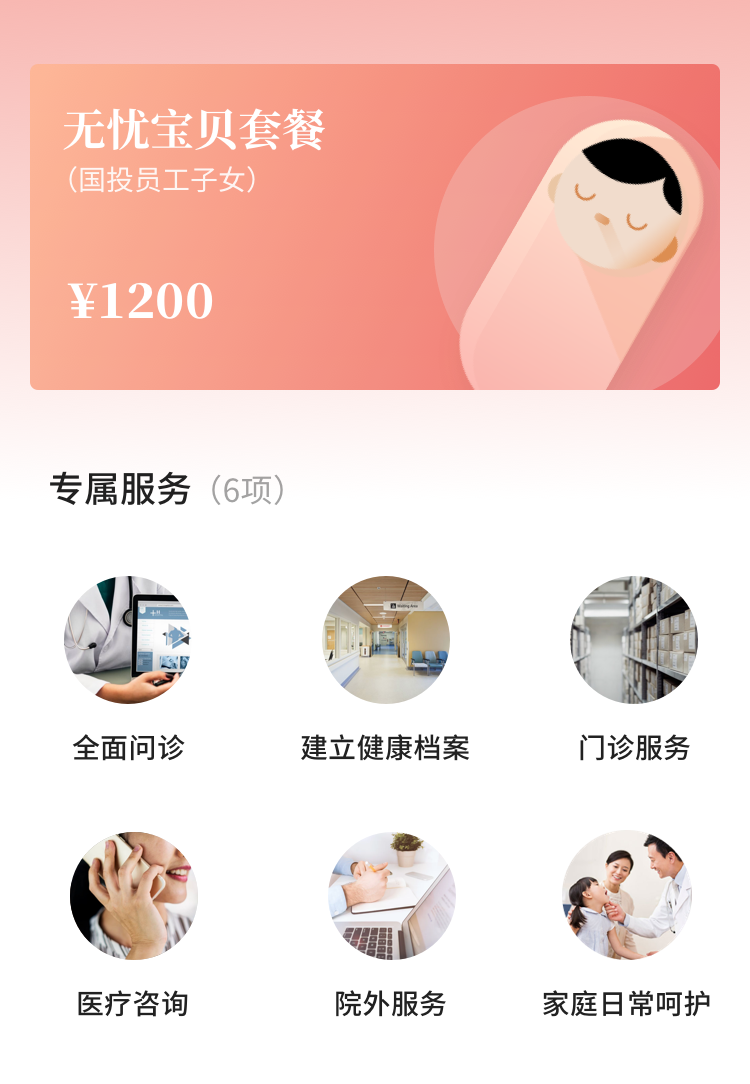 无忧宝贝套餐
（国投员工子女）
¥1200
专属服务（6项）
Waiting Area
全面问诊
建立健康档案
门诊服务
医疗咨询
院外服务
家庭日常呵护